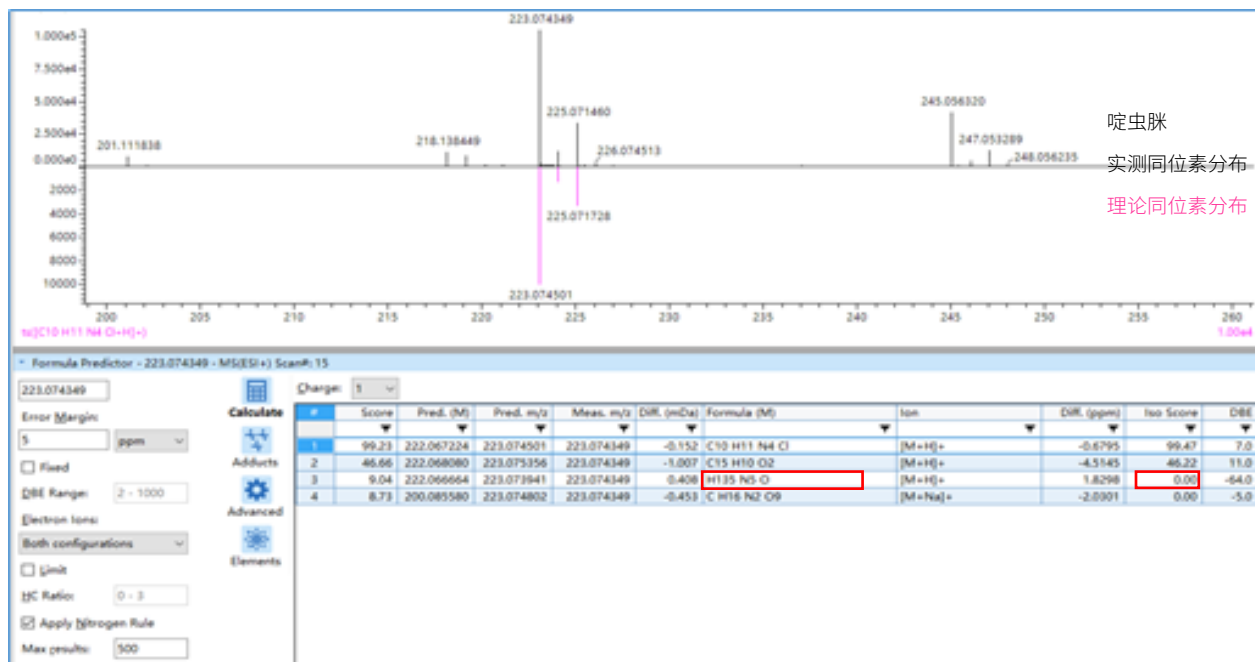 223.074349
1.000e5
7.500e4
5.000e4
2.500e4
0.000e0
201.111838
218.138449
225.071460
226.074513
245.056320
247.053289
248.056235
啶虫脒
实测同位素分布
理论同位素分布
2000
4000
6000
8000
10000
225.071728
223.074501
200 205 210 215 220 225 230 235 240 245 250 255 260
1.00e4
Formula Predictor - 223.074349 - MS(ESI+) Scan#: 15
223.074349
Error Margin:
5 ppm
Fixed
DBE Range: 2 - 1000
Electron Ions:
Both configurations
Limit
HC Ratio: 0 - 3
Apply Nitrogen Rule
Max results: 500
Calculate
Adducts
Advanced
Elements
Charge: 1
# Score Pred. (M) Pred. m/z Meas. m/z Diff. (mDa) Formula (M) Ion Diff. (ppm) Iso Score DBE
1 99.23 222.067224 223.074501 223.074349 -0.152 C10 H11 N4 Cl [M+H]+ -0.6795 99.47 7.0
2 46.66 222.068080 223.075356 223.074349 -1.007 C15 H10 O2 [M+H]+ -4.5145 46.22 11.0
3 9.04 222.066664 223.073941 223.074349 0.408 H135 N5 O [M+H]+ 1.8298 0.00 -64.0
4 8.73 200.085580 223.074802 223.074349 -0.453 C H16 N2 O9 [M+Na]+ -2.0301 0.00 -5.0